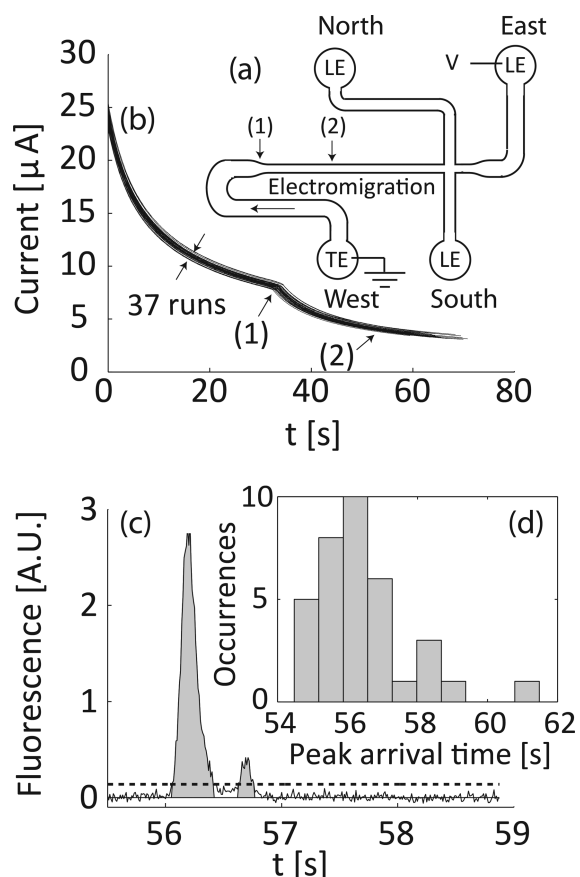 North
East
(a)
LE
V
LE
(1)
(2)
Electromigration
TE
LE
West
South
30
25
20
15
10
5
0
Current [µA]
(b)
37 runs
(1)
(2)
0
20
40
60
80
t [s]
3
2
1
0
Fluorescence [A.U.]
(c)
56
57
58
59
t [s]
10
5
0
Occurrences
(d)
54
56
58
60
62
Peak arrival time [s]